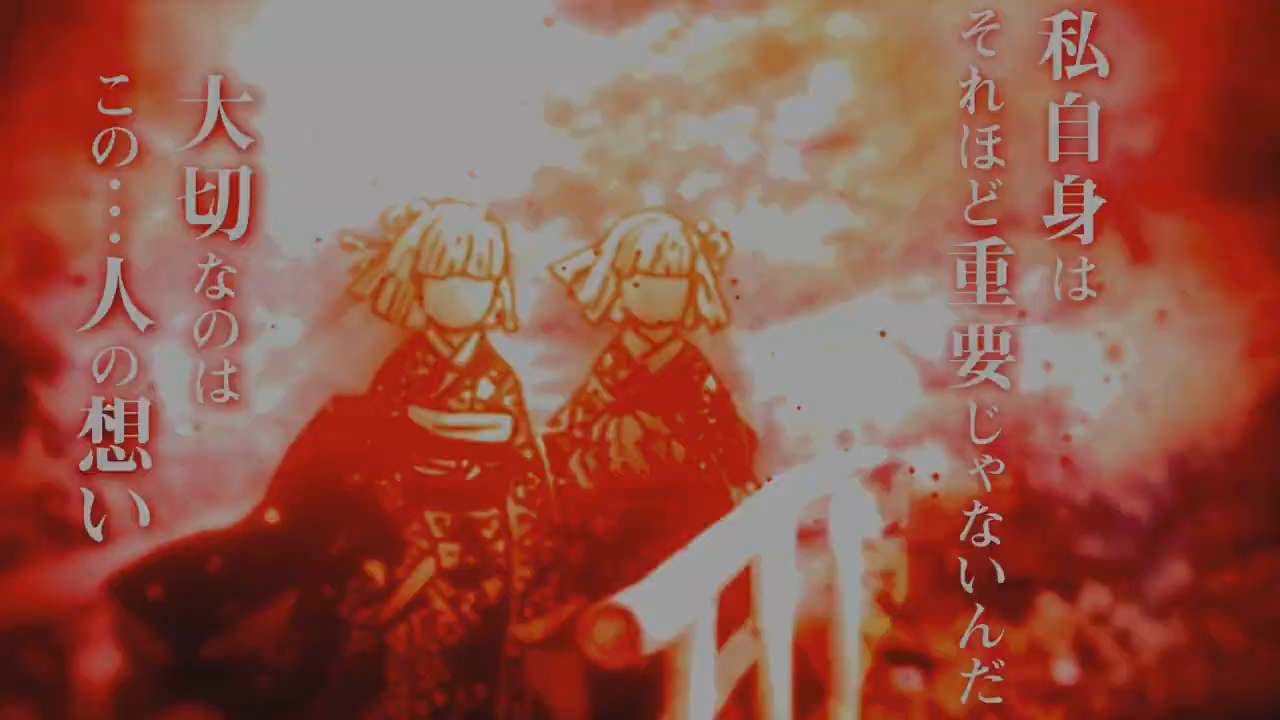 私自身は
それほど重要じゃないんだ
大切なのは
この…人の想い